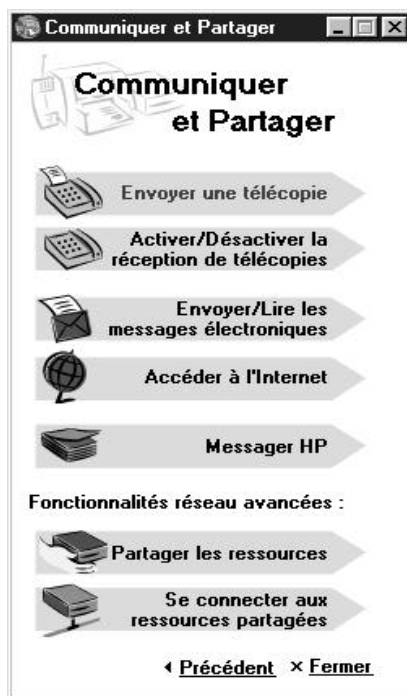 Communiquer et Partager
Communiquer
et Partager
Envoyer une télécopie
Activer/Désactiver la
réception de télécopies
Envoyer/Lire les
messages électroniques
Accéder à l'Internet
Messager HP
Fonctionnalités réseau avancées :
Partager les ressources
Se connecter aux
ressources partagées
Précédent × Fermer